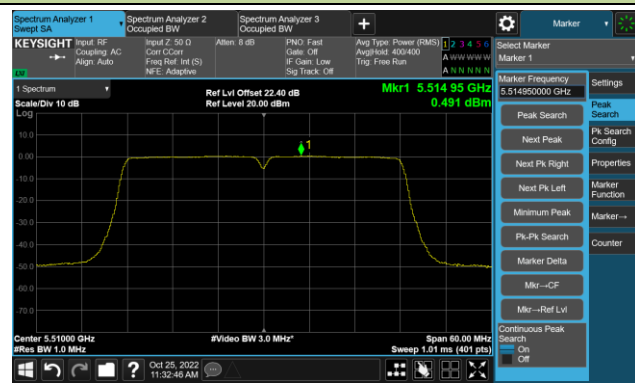 Spectrum Analyzer 1
Swept SA
Spectrum Analyzer 2
Occupied BW
Spectrum Analyzer 3
Occupied BW
Marker
KEYSIGHT
Input: RF
Coupling: AC
Align: Auto
Input Z: 50 Ω
Corr CCorr
Freq Ref: Int (S)
NFE: Adaptive
Atten: 8 dB
PNO: Fast
Gate: Off
IF Gain: Low
Sig Track: Off
Avg Type: Power (RMS)
Avg|Hold: 400/400
Trig: Free Run
1 2 3 4 5 6
A W W W W W
A N N N N N
Select Marker
Marker 1
1 Spectrum
Scale/Div 10 dB
Log
Ref Lvl Offset 22.40 dB
Ref Level 20.00 dBm
Mkr1 5.514 95 GHz
0.491 dBm
1
10.0
0.00
-10.0
-20.0
-30.0
-40.0
-50.0
-60.0
-70.0
Center 5.51000 GHz
#Res BW 1.0 MHz
#Video BW 3.0 MHz*
Span 60.00 MHz
Sweep 1.01 ms (401 pts)
Marker Frequency
5.514950000 GHz
Peak Search
Next Peak
Next Pk Right
Next Pk Left
Minimum Peak
Pk-Pk Search
Marker Delta
Mkr→CF
Mkr→Ref Lvl
Continuous Peak
Search
On
Off
Settings
Peak
Search
Pk Search
Config
Properties
Marker
Function
Marker→
Counter
Oct 25, 2022
11:32:46 AM